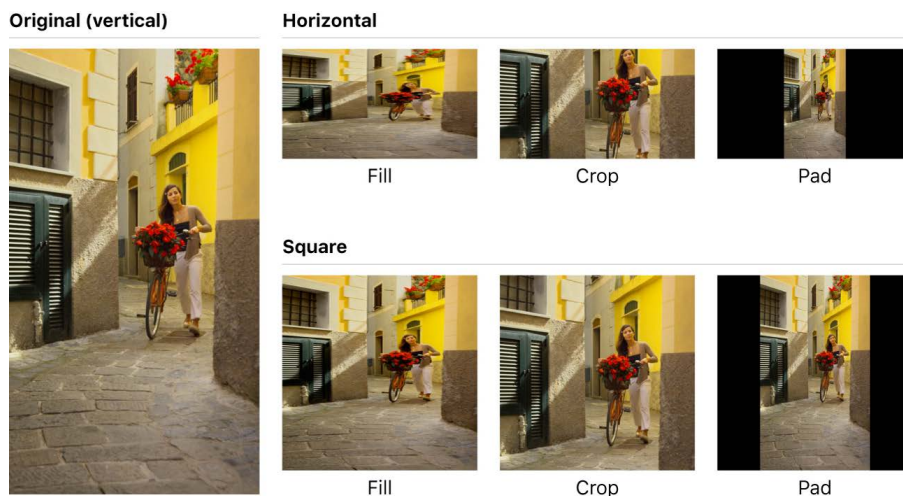 Original (vertical)
Horizontal
Fill
Crop
Pad
Square
Fill
Crop
Pad